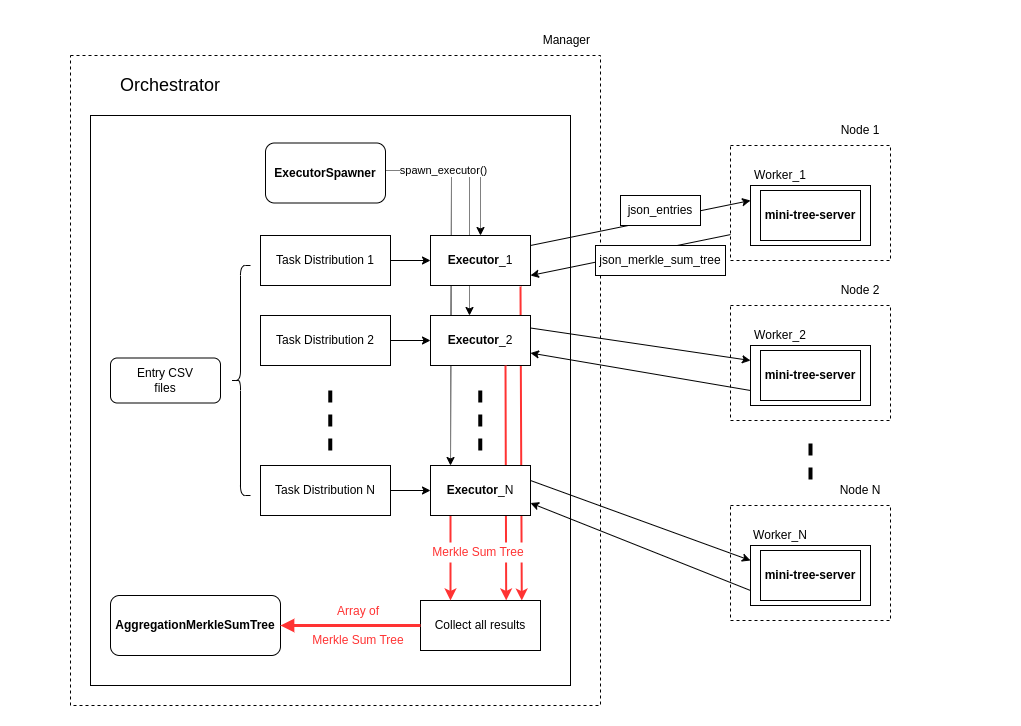 Manager
Orchestrator
ExecutorSpawner
spawn_executor()
Node 1
Worker_1
mini-tree-server
json_entries
json_merkle_sum_tree
Task Distribution 1
Executor_1
Node 2
Worker_2
mini-tree-server
Task Distribution 2
Executor_2
Entry CSV
files
Task Distribution N
Executor_N
Node N
Worker_N
mini-tree-server
Merkle Sum Tree
AggregationMerkleSumTree
Array of
Merkle Sum Tree
Collect all results